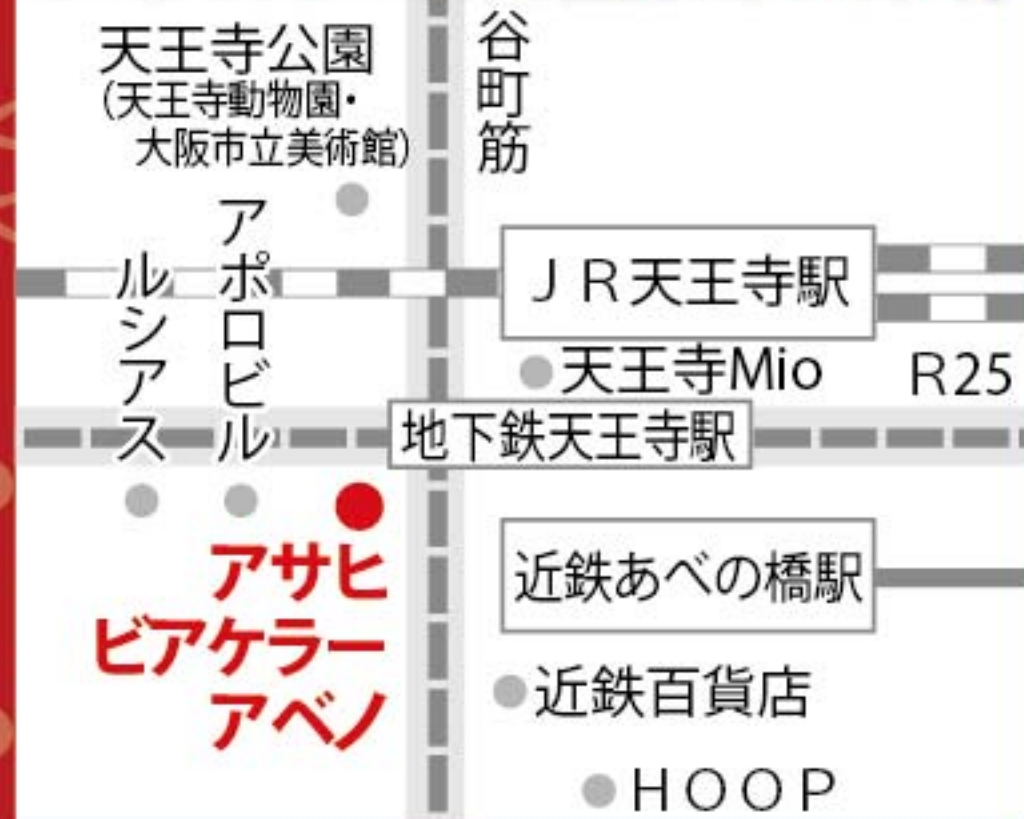 天王寺公園
(天王寺動物園・
大阪市立美術館)
谷町筋
アポロビル
ルシアス
ＪＲ天王寺駅
天王寺Mio
R25
地下鉄天王寺駅
アサヒ
ビアケラー
アベノ
近鉄あべの橋駅
近鉄百貨店
ＨＯＯＰ